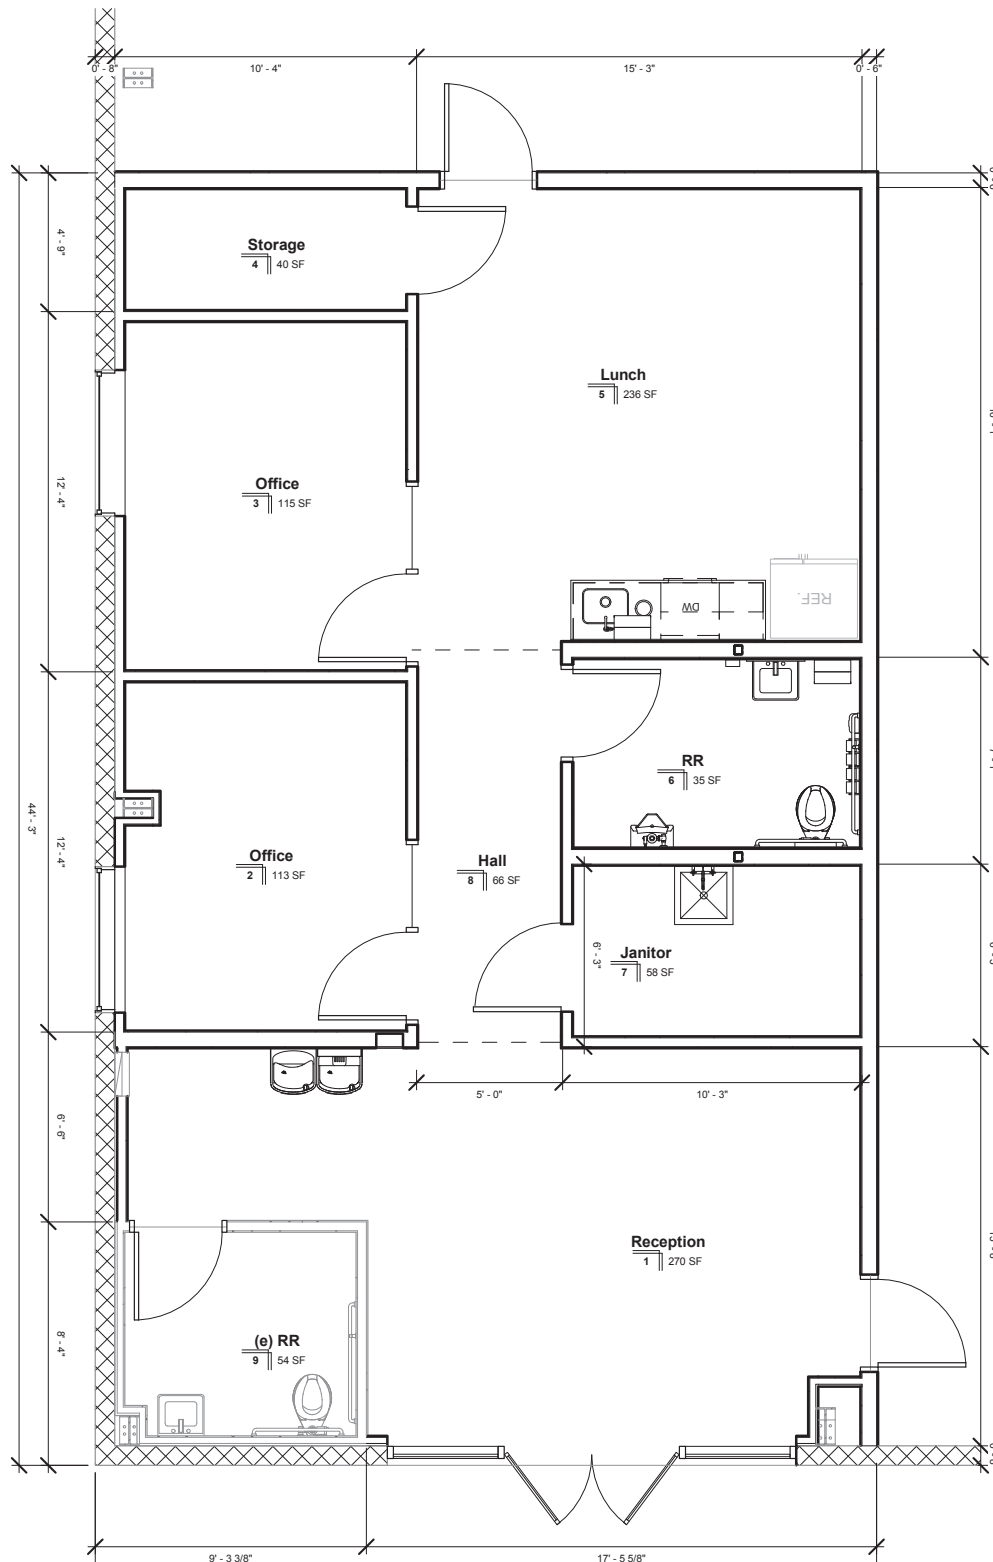 0' - 8"
10' - 4"
15' - 3"
0' - 6"
4' - 9"
Storage
4 40 SF
Lunch
5 236 SF
12' - 4"
Office
3 115 SF
REF.
DW
RR
6 35 SF
44' - 3"
12' - 4"
Office
2 113 SF
Hall
8 66 SF
6' - 3"
Janitor
7 58 SF
5' - 0"
10' - 3"
6' - 6"
Reception
1 270 SF
8' - 4"
(e) RR
9 54 SF
9' - 3 3/8"
17' - 5 5/8"